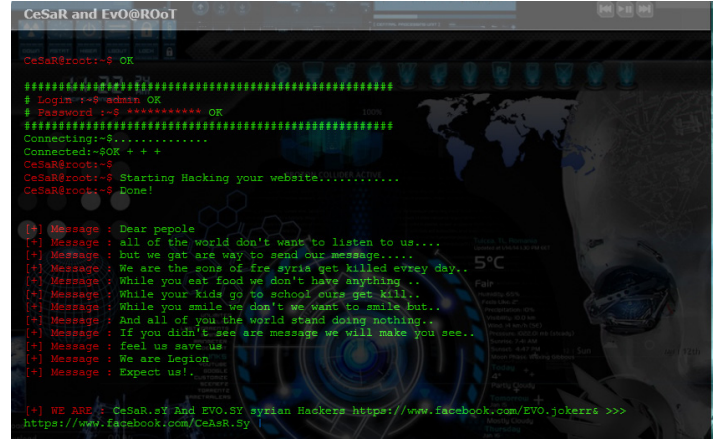 CeSaR and EvO@ROoT
CeSaR@root:~$ OK
########################################################
# Login :~$ admin OK
# Password :~$ *********** OK
########################################################
Connecting:~$..............
Connected:~$OK + + +
CeSaR@root:~$
CeSaR@root:~$ Starting Hacking your website............
CeSaR@root:~$ Done!
[+] Message : Dear pepole
[+] Message : all of the world don't want to listen to us....
[+] Message : but we gat are way to send our message.....
[+] Message : We are the sons of fre syria get killed evrey day..
[+] Message : While you eat food we don't have anything ..
[+] Message : While your kids go to school ours get kill..
[+] Message : While you smile we don't we want to smile but..
[+] Message : And all of you the world stand doing nothing..
[+] Message : If you didn't see are message we will make you see..
[+] Message : feel us save us
[+] Message : We are Legion
[+] Message : Expect us!.
[+] WE ARE : CeSaR.sY And EVO.SY syrian Hackers https://www.facebook.com/EVO.jokerr& >>>
https://www.facebook.com/CeAsR.Sy |
5°C
Fair
Today
Partly Cloudy
Tomorrow
Mostly Cloudy
Thursday